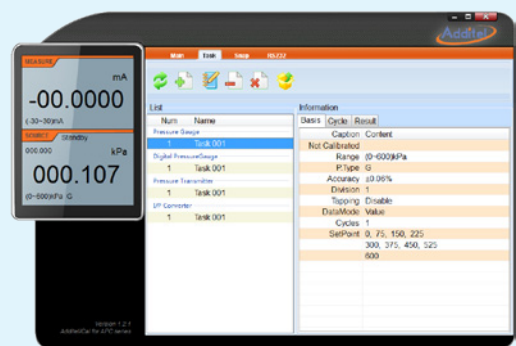 Additel
Main Task Snap RS232
MEASURE
mA
-00.0000
(-30~30)mA
SOURCE Standby
000.000 kPa
000.107
(0~600)kPa G
List
Num Name
Pressure Gauge
1 Task 001
Digital PressureGauge
1 Task 001
Pressure Transmitter
1 Task 001
I/P Converter
1 Task 001
Information
Basis Cycle Result
Caption Content
Not Calibrated
Range (0~600)kPa
P.Type G
Accuracy ±0.06%
Division 1
Tapping Disable
DataMode Value
Cycles 1
SetPoint 0, 75, 150, 225
300, 375, 450, 525
600
Version 1.2.1
Additel/Cal for APC series